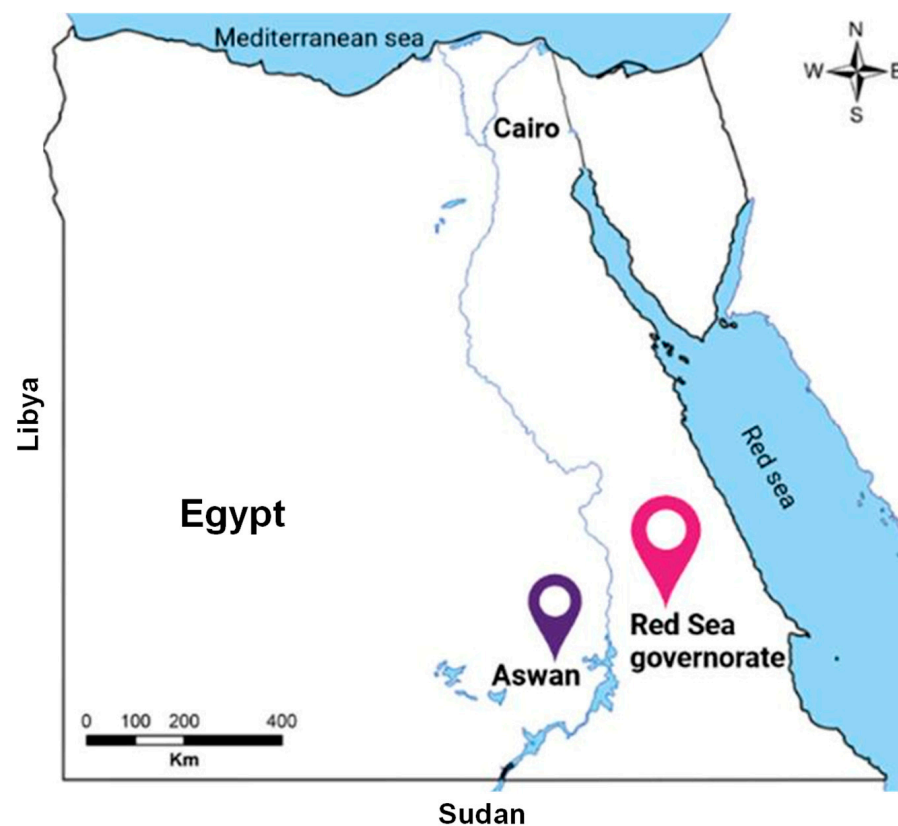 Mediterranean sea
N
W E
S
Cairo
Libya
Red sea
Egypt
Red Sea
governorate
Aswan
0 100 200 400
Km
Sudan